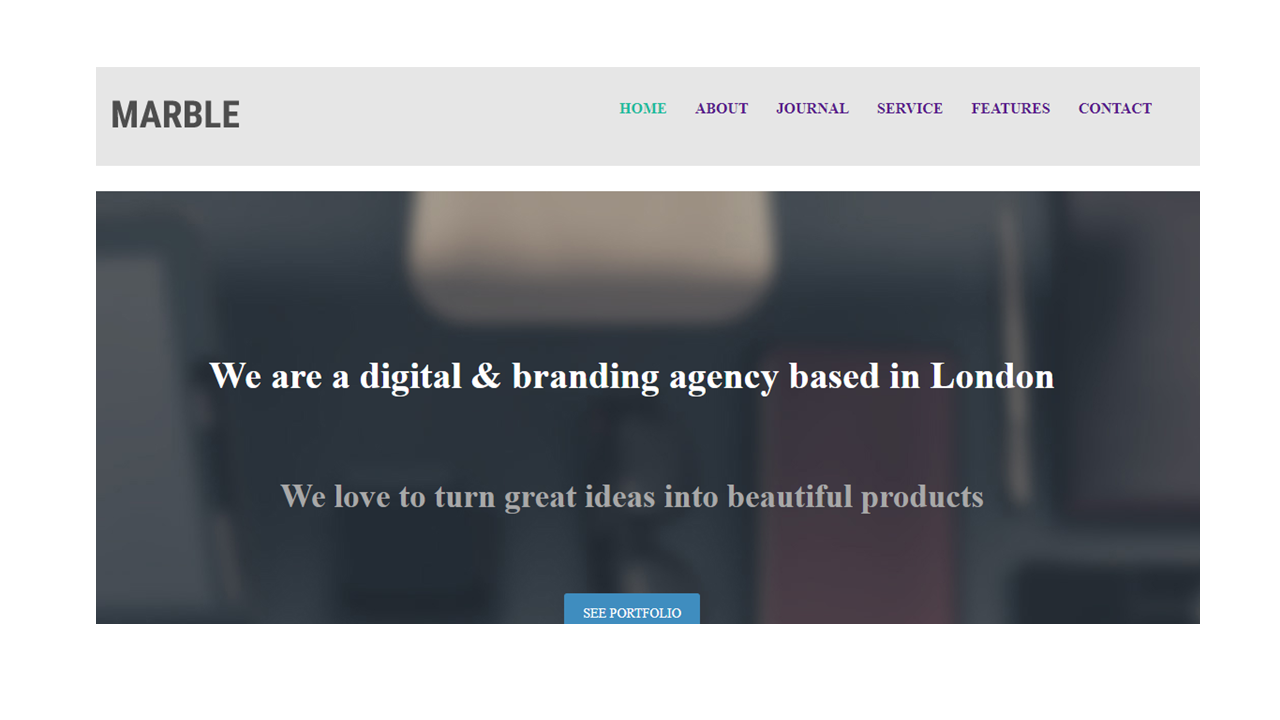 MARBLE
HOME ABOUT JOURNAL SERVICE FEATURES CONTACT
We are a digital & branding agency based in London
We love to turn great ideas into beautiful products
SEE PORTFOLIO